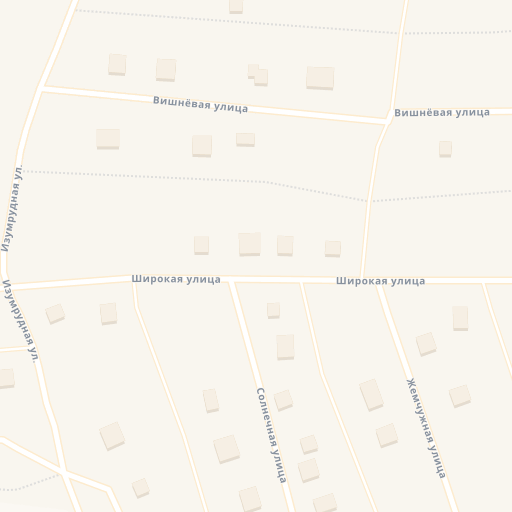 Вишнёвая улица
Вишнёвая улица
Изумрудная ул.
Широкая улица
Широкая улица
Изумрудная ул.
Солнечная улица
Жемчужная улица